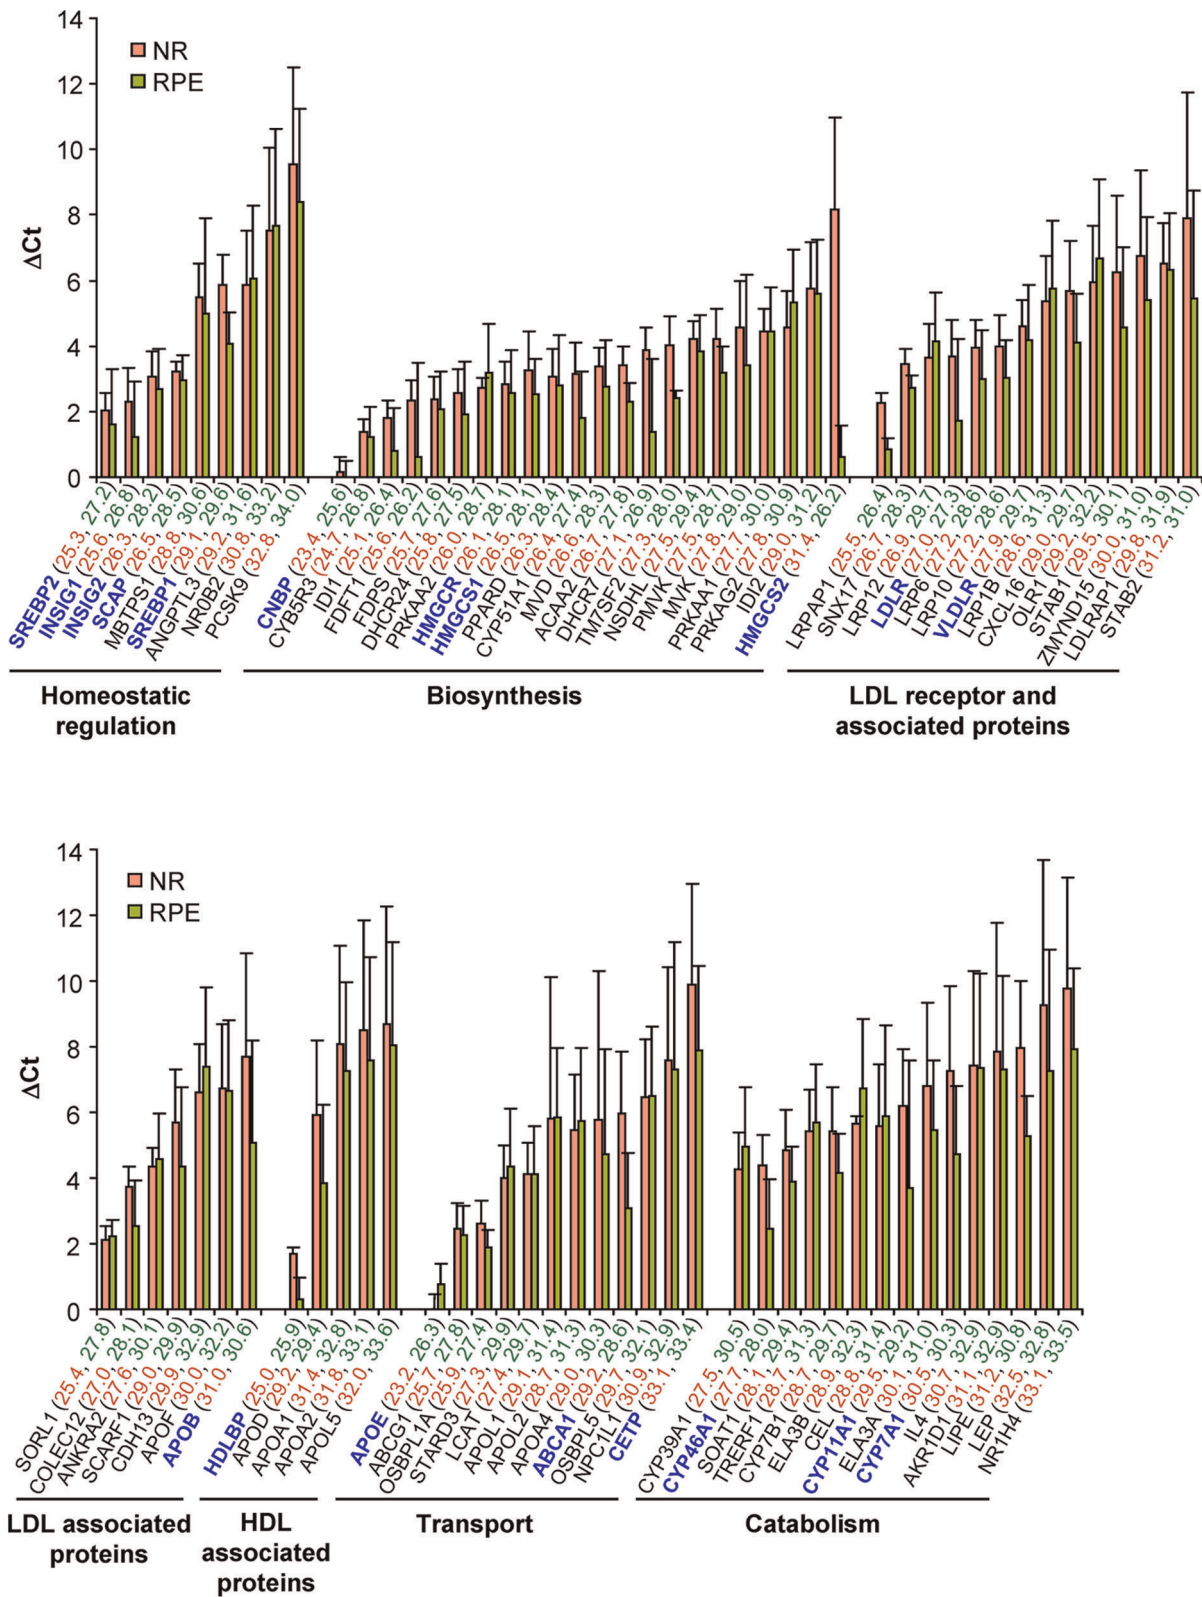 14
12
10
8
6
4
2
0
ΔCt
NR
RPE
SREBP2 (25.3, 27.2)
INSIG1 (25.6, 26.8)
INSIG2 (26.3, 28.2)
SCAP (26.5, 28.5)
MBTPS1 (28.8, 30.6)
SREBP1 (29.1, 29.6)
ANGPTL3 (29.2, 31.6)
NR0B2 (30.8, 33.2)
PCSK9 (32.8, 34.0)
CNBP (23.4, 25.6)
CYB5R3 (24.7, 26.8)
IDI1 (25.1, 26.4)
FDFT1 (25.6, 26.2)
FDPS (25.7, 27.6)
DHCR24 (25.8, 27.5)
PRKAA2 (26.0, 28.7)
HMGCR (26.1, 28.1)
HMGCS1 (26.5, 28.1)
PPARD (26.3, 28.4)
CYP51A1 (26.4, 27.4)
MVD (26.6, 28.3)
ACAA2 (26.7, 27.8)
DHCR7 (27.1, 26.9)
TM7SF2 (27.3, 28.0)
NSDHL (27.5, 29.4)
PMVK (27.5, 28.7)
MVK (27.8, 29.0)
PRKAA1 (27.7, 30.0)
PRKAG2 (27.8, 30.9)
IDI2 (29.0, 31.2)
HMGCS2 (31.4, 26.2)
LRPAP1 (25.5, 26.4)
SNX17 (26.7, 28.3)
LRP12 (26.9, 29.7)
LDLR (27.0, 27.3)
LRP6 (27.2, 28.6)
LRP10 (27.2, 28.6)
VLDLR (27.9, 29.7)
LRP1B (28.6, 31.3)
CXCL16 (29.0, 29.7)
OLR1 (29.2, 32.2)
STAB1 (29.5, 30.1)
ZMYND15 (30.0, 31.0)
LDLRAP1 (29.8, 31.9)
STAB2 (31.2, 31.0)
Homeostatic
regulation
Biosynthesis
LDL receptor and
associated proteins
14
12
10
8
6
4
2
0
ΔCt
NR
RPE
SORL1 (25.4, 27.8)
COLEC12 (27.0, 28.1)
ANKRA2 (27.6, 30.1)
SCARF1 (29.0, 29.9)
CDH13 (29.9, 32.9)
APOF (30.0, 32.2)
APOB (31.0, 30.6)
HDLBP (25.0, 25.9)
APOD (29.2, 29.4)
APOA1 (31.4, 32.8)
APOA2 (31.8, 33.1)
APOL5 (32.0, 33.6)
APOE (23.2, 26.3)
ABCG1 (25.7, 27.8)
OSBPL1A (25.9, 27.4)
STARD3 (27.3, 29.9)
LCAT (27.4, 29.7)
APOL1 (29.1, 31.4)
APOL2 (28.7, 31.3)
APOA4 (29.0, 30.3)
ABCA1 (29.2, 28.6)
OSBPL5 (29.7, 32.1)
NPC1L1 (30.9, 32.9)
CETP (33.1, 33.4)
CYP39A1 (27.5, 30.5)
CYP46A1 (27.7, 28.0)
SOAT1 (28.1, 29.4)
TRERF1 (28.7, 31.3)
CYP7B1 (28.7, 29.7)
ELA3B (28.9, 32.3)
CEL (28.8, 31.4)
CYP11A1 (29.5, 29.2)
ELA3A (30.1, 31.0)
CYP7A1 (30.5, 30.3)
IL4 (30.7, 32.9)
AKR1D1 (31.1, 32.9)
LIPE (31.2, 30.8)
LEP (32.5, 32.8)
NR1H4 (33.1, 33.5)
LDL associated
proteins
HDL
associated
proteins
Transport
Catabolism